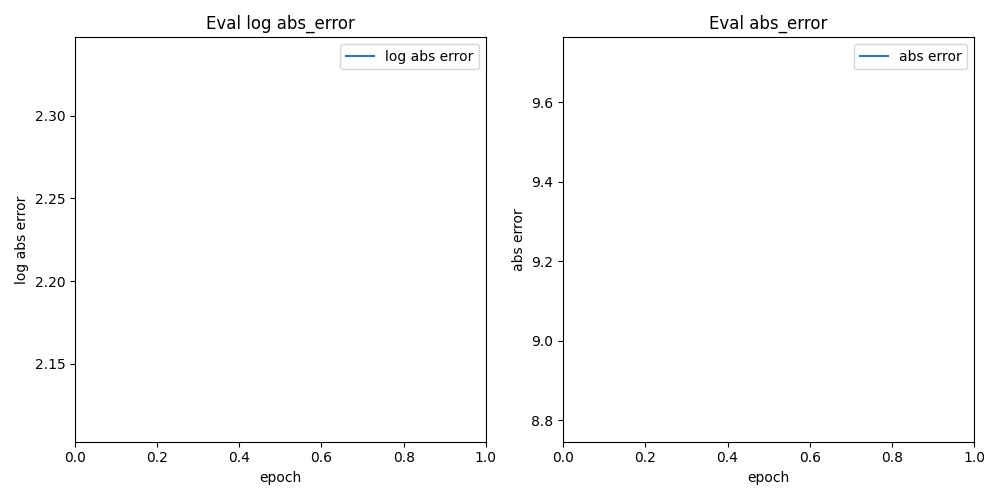 Eval log abs_error
log abs error
2.30
2.25
2.20
2.15
log abs error
0.0 0.2 0.4 0.6 0.8 1.0
epoch
Eval abs_error
abs error
9.6
9.4
9.2
9.0
8.8
abs error
0.0 0.2 0.4 0.6 0.8 1.0
epoch